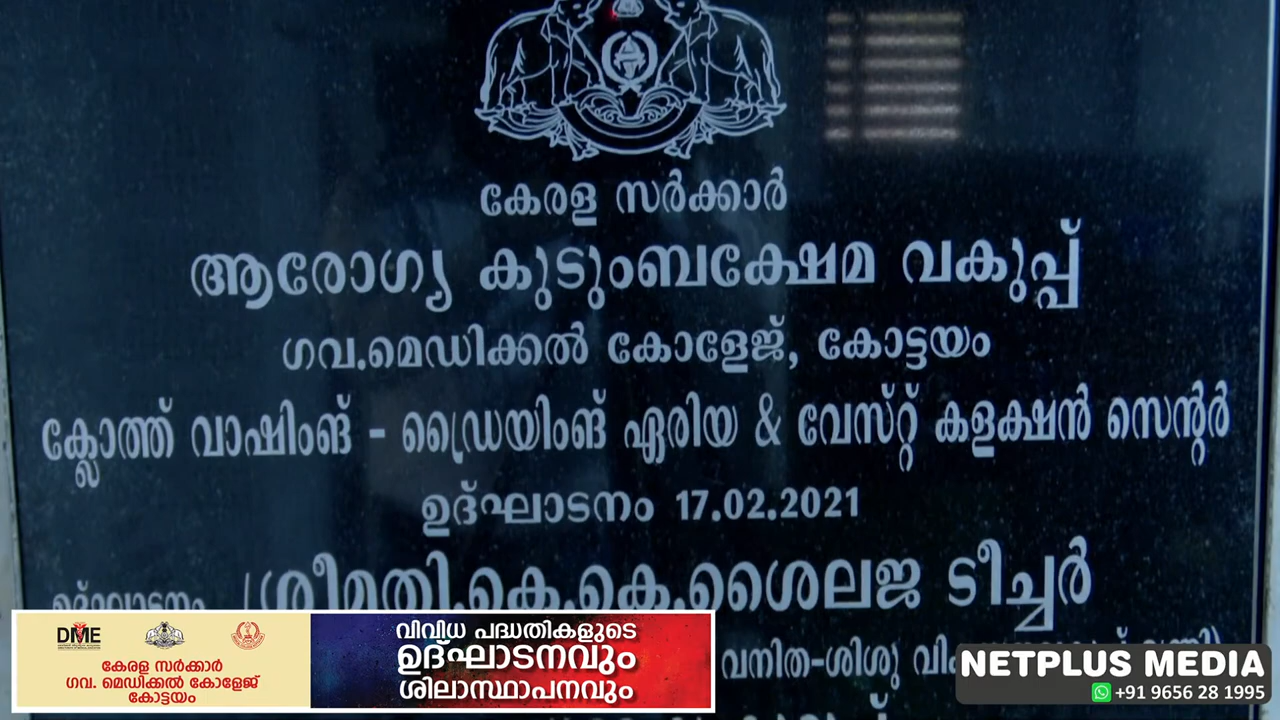 കേരള സർക്കാർ
ആരോഗ്യ കുടുംബക്ഷേമ വകുപ്പ്
ഗവ.മെഡിക്കൽ കോളേജ്, കോട്ടയം
ക്ലോത്ത് വാഷിംങ് - ഡ്രൈയിംങ് ഏരിയ & വേസ്റ്റ് കളക്ഷൻ സെന്റർ
ഉദ്ഘാടനം 17.02.2021
ഉദ്ഘാടനം ശ്രീമതി.കെ.കെ.ശൈലജ ടീച്ചർ
വനിത-ശിശു
DME
കേരള സർക്കാർ
ഗവ. മെഡിക്കൽ കോളേജ്
കോട്ടയം
വിവിധ പദ്ധതികളുടെ
ഉദ്ഘാടനവും
ശിലാസ്ഥാപനവും
NETPLUS MEDIA
+91 9656 28 1995